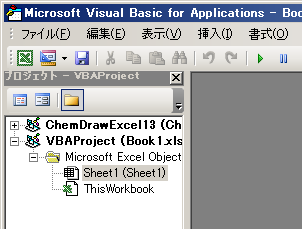 Microsoft Visual Basic for Applications - Boo
ファイル(F) 編集(E) 表示(V) 挿入(I) 書式(O)
プロジェクト - VBAProject
ChemDrawExcel13 (Ch
VBAProject (Book1.xls
Microsoft Excel Object
Sheet1 (Sheet1)
ThisWorkbook